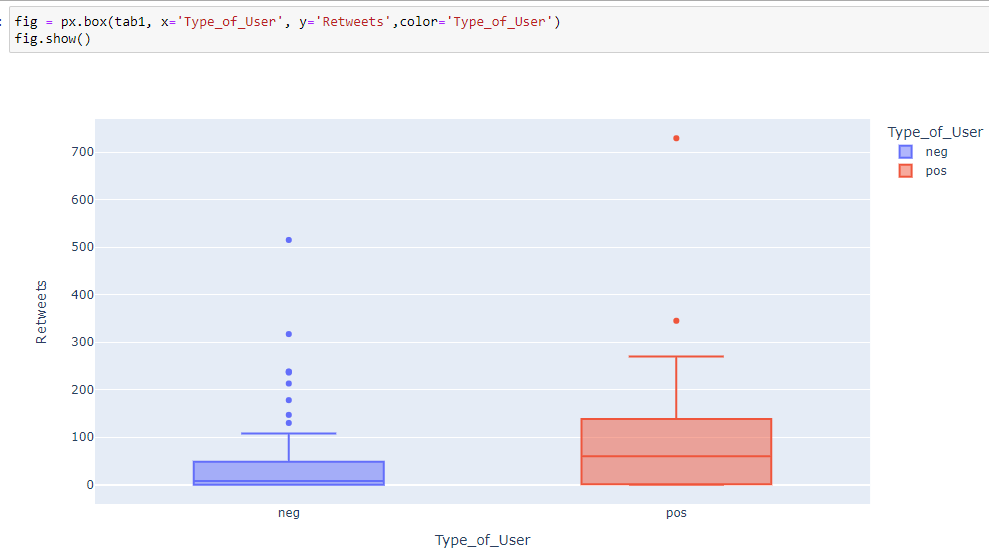 fig = px.box(tab1, x='Type_of_User', y='Retweets',color='Type_of_User')
fig.show()
Type_of_User
neg
pos
700
600
500
400
300
200
100
0
Retweets
neg
pos
Type_of_User